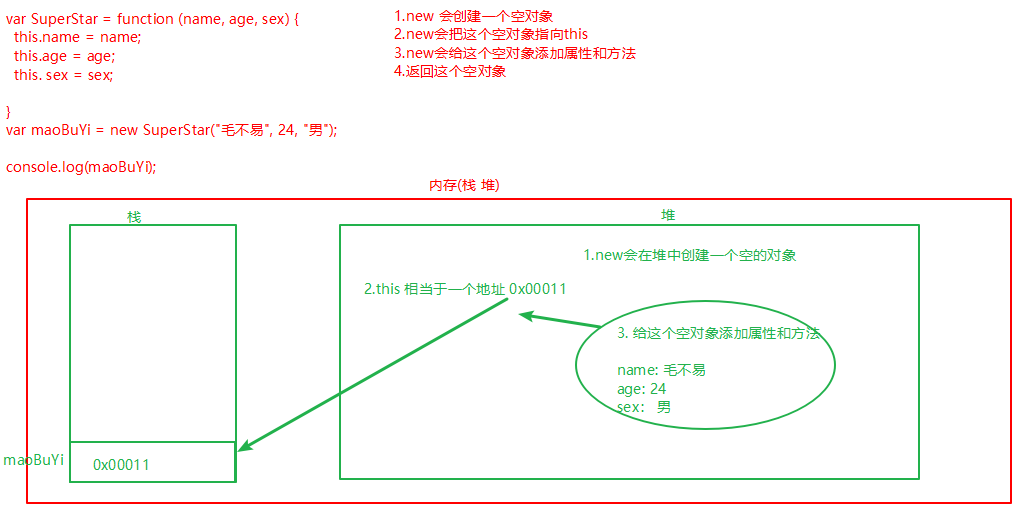 var SuperStar = function (name, age, sex) {
this.name = name;
this.age = age;
this. sex = sex;
}
var maoBuYi = new SuperStar("毛不易", 24, "男");
console.log(maoBuYi);
1.new 会创建一个空对象
2.new会把这个空对象指向this
3.new会给这个空对象添加属性和方法
4.返回这个空对象
内存(栈 堆)
栈
堆
1.new会在堆中创建一个空的对象
2.this 相当于一个地址 0x00011
3. 给这个空对象添加属性和方法
name: 毛不易
age: 24
sex: 男
maoBuYi
0x00011